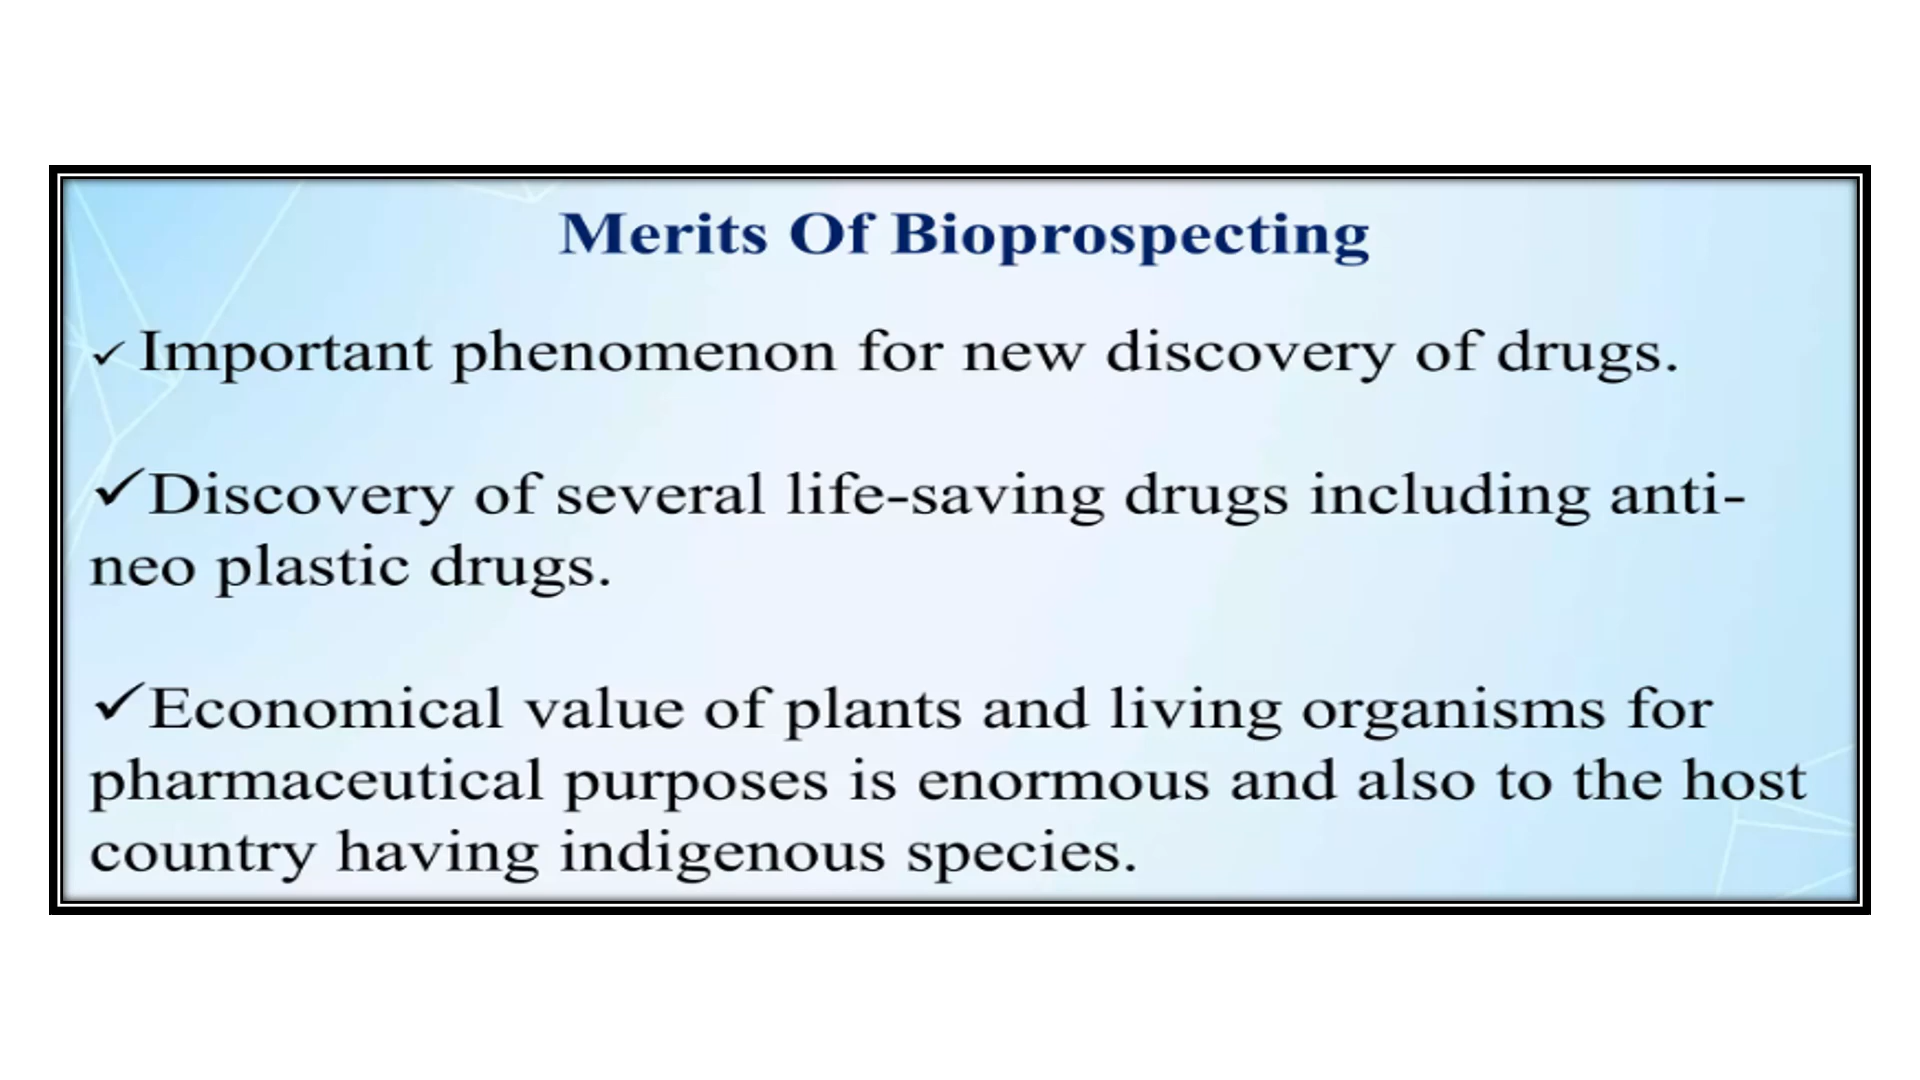 Merits Of Bioprospecting
✓ Important phenomenon for new discovery of drugs.
✓Discovery of several life-saving drugs including anti-
neo plastic drugs.
✓Economical value of plants and living organisms for
pharmaceutical purposes is enormous and also to the host
country having indigenous species.